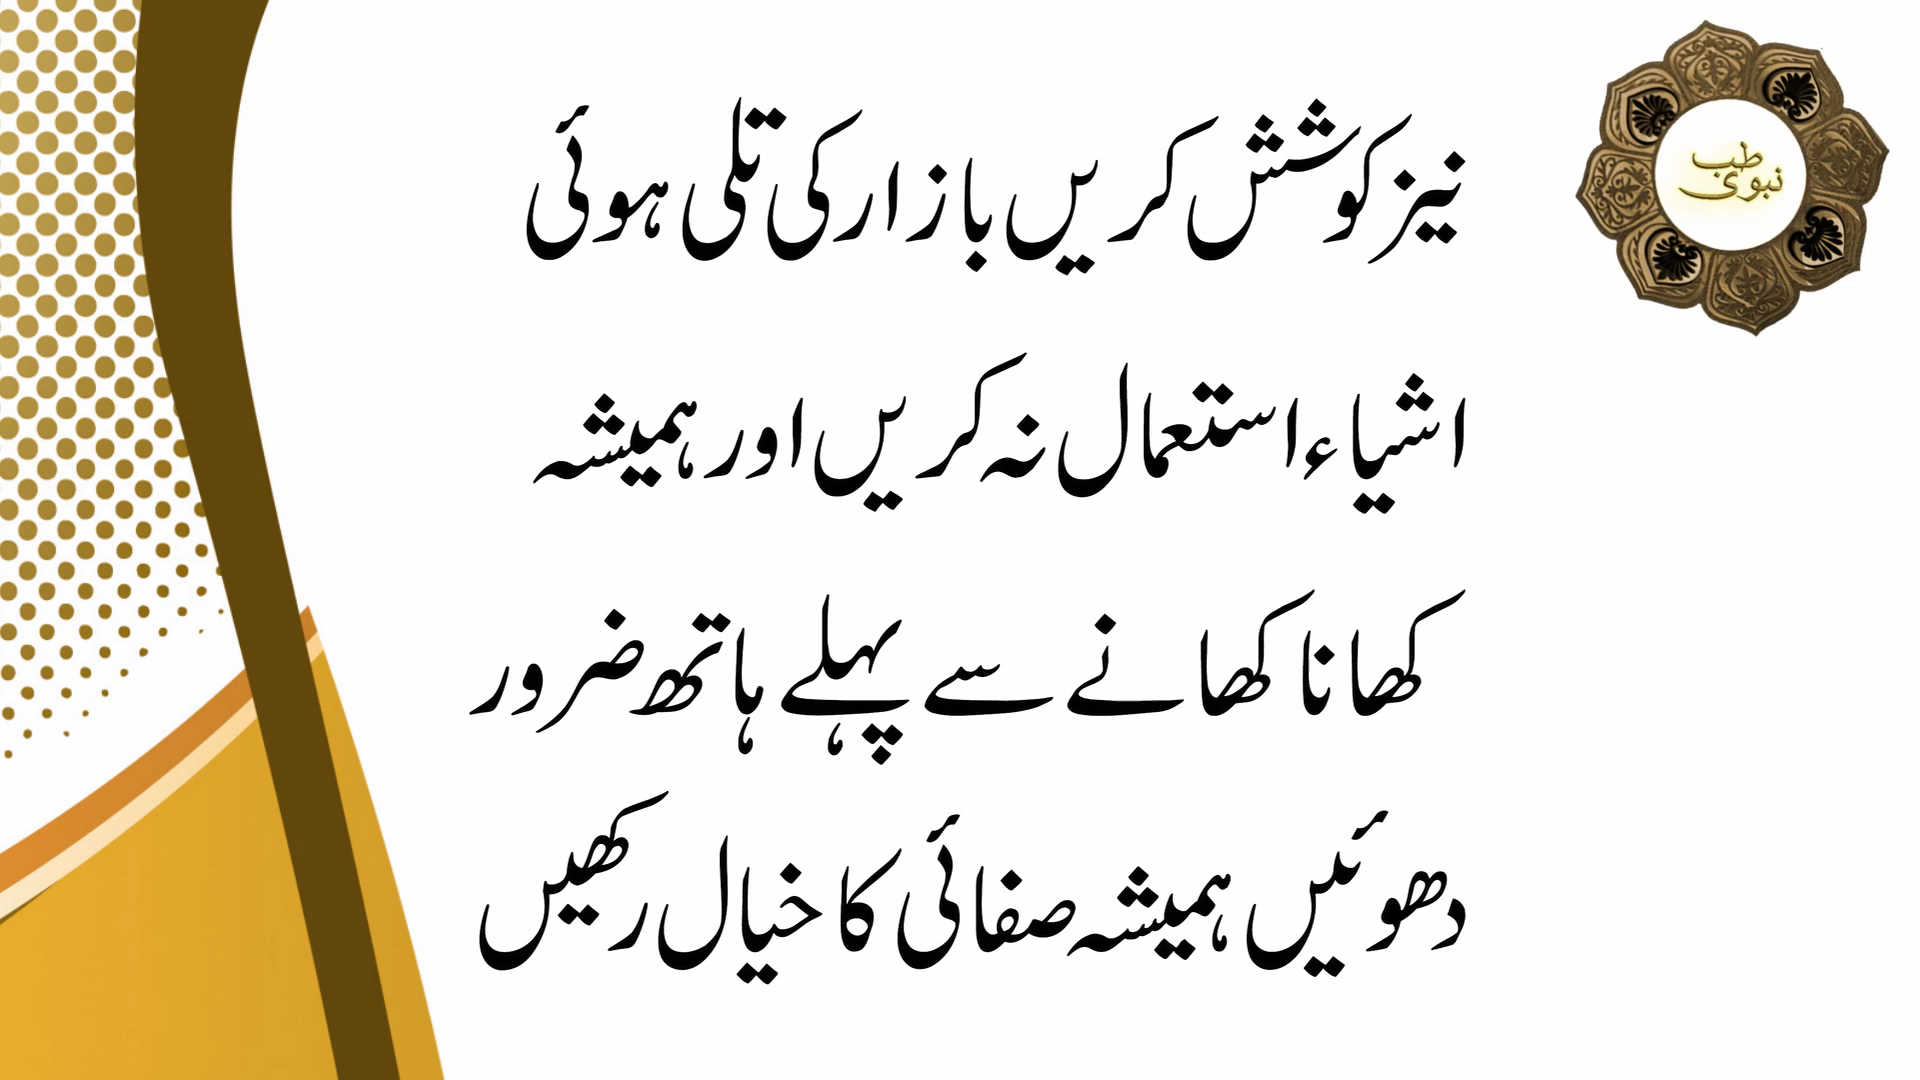 طب
نبوی
نیز کوشش کریں بازار کی تلی ہوئی
اشیاء استعمال نہ کریں اور ہمیشہ
کھانا کھانے سے پہلے ہاتھ ضرور
دھوئیں ہمیشہ صفائی کا خیال رکھیں